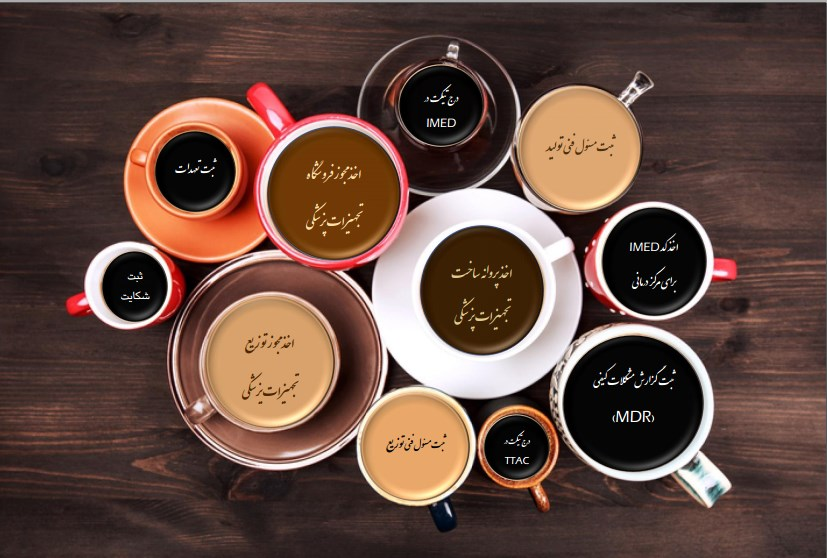 درج تیکت در
IMED
ثبت مسئول فنی تولید
ثبت تعهدات
اخذ مجوز فروشگاه
تجهیزات پزشکی
اخذ کد IMED
برای مرکز درمانی
اخذ پروانه ساخت
تجهیزات پزشکی
ثبت
شکایت
اخذ مجوز توزیع
تجهیزات پزشکی
ثبت گزارش مشکلات کیفی
(MDR)
ثبت مسئول فنی توزیع
درج تیکت در
TTAC